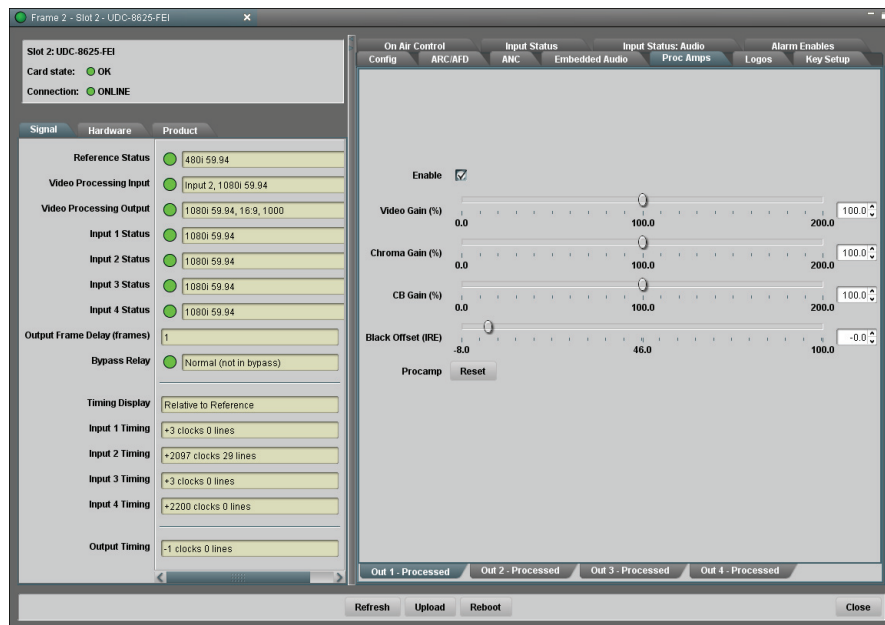 Frame 2 - Slot 2 - UDC-8625-FEI
Slot 2: UDC-8625-FEI
Card state: OK
Connection: ONLINE
Signal Hardware Product
Reference Status 480i 59.94
Video Processing Input Input 2, 1080i 59.94
Video Processing Output 1080i 59.94, 16:9, 1000
Input 1 Status 1080i 59.94
Input 2 Status 1080i 59.94
Input 3 Status 1080i 59.94
Input 4 Status 1080i 59.94
Output Frame Delay (frames) 1
Bypass Relay Normal (not in bypass)
Timing Display Relative to Reference
Input 1 Timing +3 clocks 0 lines
Input 2 Timing +2097 clocks 29 lines
Input 3 Timing +3 clocks 0 lines
Input 4 Timing +2200 clocks 0 lines
Output Timing -1 clocks 0 lines
On Air Control Input Status Input Status: Audio Alarm Enables
Config ARC/AFD ANC Embedded Audio Proc Amps Logos Key Setup
Enable
Video Gain (%) 100.0
0.0 100.0 200.0
Chroma Gain (%) 100.0
0.0 100.0 200.0
CB Gain (%) 100.0
0.0 100.0 200.0
Black Offset (IRE) -0.0
-8.0 46.0 100.0
Procamp Reset
Out 1 - Processed Out 2 - Processed Out 3 - Processed Out 4 - Processed
Refresh Upload Reboot Close